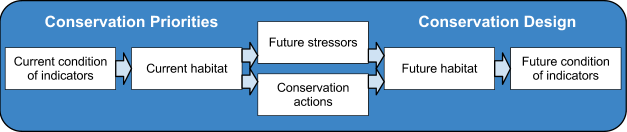 Conservation Priorities
Conservation Design
Current condition
of indicators
Current habitat
Future stressors
Conservation
actions
Future habitat
Future condition
of indicators